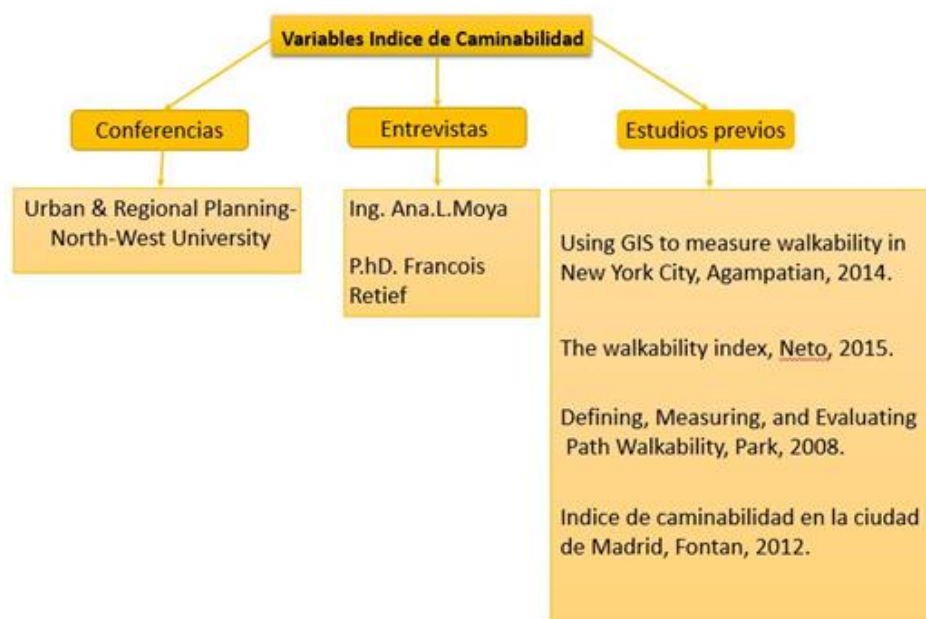 Variables Indice de Caminabilidad
Conferencias
Urban & Regional Planning-
North-West University
Entrevistas
Ing. Ana.L.Moya
P.hD. Francois
Retief
Estudios previos
Using GIS to measure walkability in
New York City, Agampatian, 2014.
The walkability index, Neto, 2015.
Defining, Measuring, and Evaluating
Path Walkability, Park, 2008.
Indice de caminabilidad en la ciudad
de Madrid, Fontan, 2012.